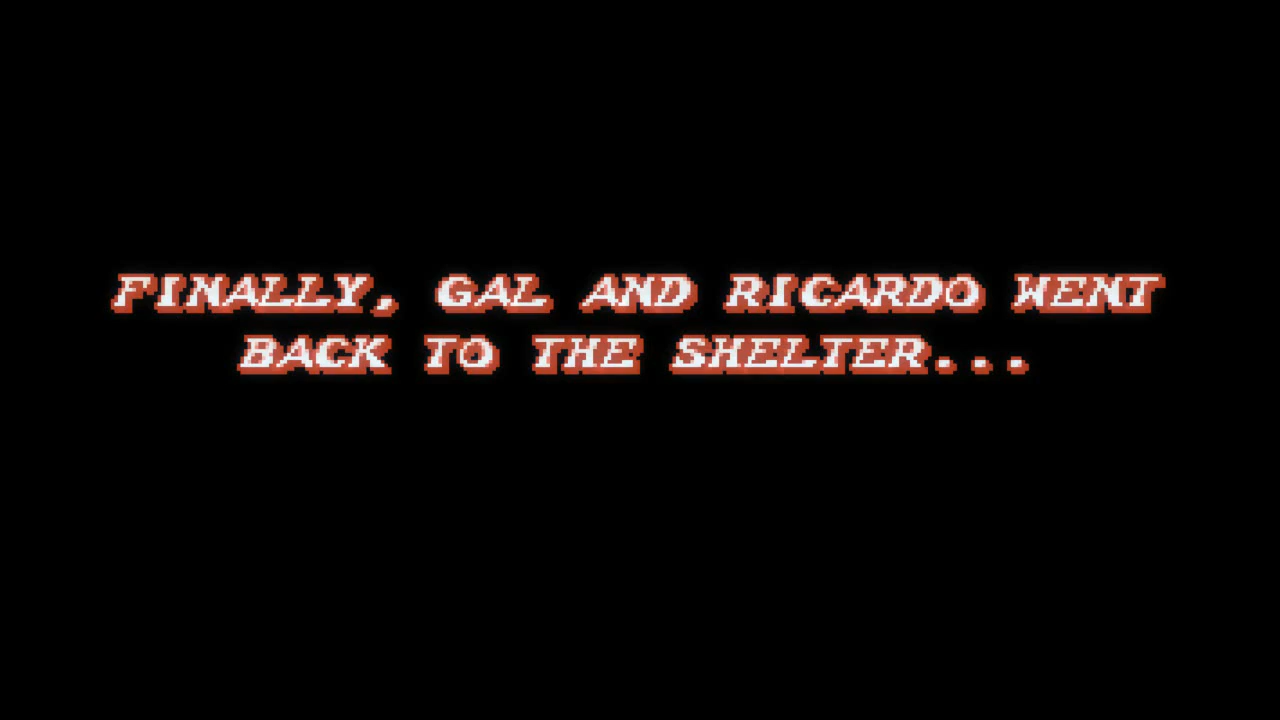 FINALLY, GAL AND RICARDO WENT
BACK TO THE SHELTER...